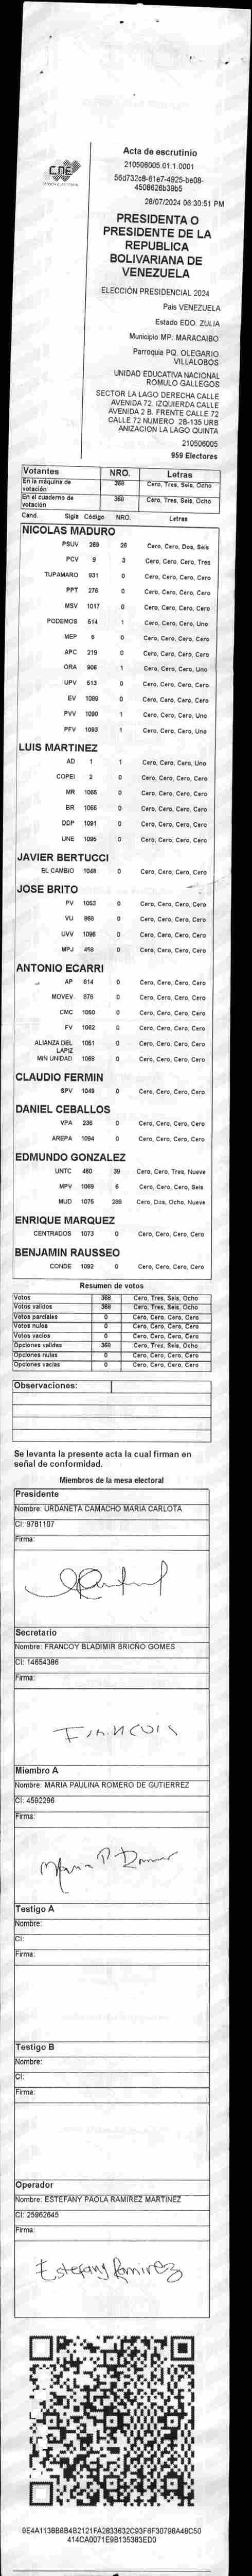 CNE
Acta de escrutinio
210506005.01.1.0001
56d732c8-61e7-4925-be08-
4508626b39b5
28/07/2024 06:30:51 PM
PRESIDENTA O
PRESIDENTE DE LA
REPUBLICA
BOLIVARIANA DE
VENEZUELA
ELECCIÓN PRESIDENCIAL 2024
Pais VENEZUELA
Estado EDO. ZULIA
Municipio MP. MARACAIBO
Parroquia PQ. OLEGARIO
VILLALOBOS
UNIDAD EDUCATIVA NACIONAL
ROMULO GALLEGOS
SECTOR LA LAGO DERECHA CALLE
AVENIDA 72. IZQUIERDA CALLE
AVENIDA 2 B. FRENTE CALLE 72
CALLE 72 NUMERO 2B-135 URB
ANIZACION LA LAGO QUINTA
210506005
959 Electores
Votantes NRO. Letras
En la máquina de votación 368 Cero, Tres, Seis, Ocho
En el cuaderno de votación 368 Cero, Tres, Seis, Ocho
Cand. Sigla Código NRO. Letras
NICOLAS MADURO
PSUV 269 26 Cero, Cero, Dos, Seis
PCV 9 3 Cero, Cero, Cero, Tres
TUPAMARO 931 0 Cero, Cero, Cero, Cero
PPT 276 0 Cero, Cero, Cero, Cero
MSV 1017 0 Cero, Cero, Cero, Cero
PODEMOS 514 1 Cero, Cero, Cero, Uno
MEP 6 0 Cero, Cero, Cero, Cero
APC 219 0 Cero, Cero, Cero, Cero
ORA 906 1 Cero, Cero, Cero, Uno
UPV 513 0 Cero, Cero, Cero, Cero
EV 1089 0 Cero, Cero, Cero, Cero
PVV 1090 1 Cero, Cero, Cero, Uno
PFV 1093 1 Cero, Cero, Cero, Uno
LUIS MARTINEZ
AD 1 1 Cero, Cero, Cero, Uno
COPEI 2 0 Cero, Cero, Cero, Cero
MR 1065 0 Cero, Cero, Cero, Cero
BR 1066 0 Cero, Cero, Cero, Cero
DDP 1091 0 Cero, Cero, Cero, Cero
UNE 1095 0 Cero, Cero, Cero, Cero
JAVIER BERTUCCI
EL CAMBIO 1048 0 Cero, Cero, Cero, Cero
JOSE BRITO
PV 1053 0 Cero, Cero, Cero, Cero
VU 868 0 Cero, Cero, Cero, Cero
UVV 1096 0 Cero, Cero, Cero, Cero
MPJ 458 0 Cero, Cero, Cero, Cero
ANTONIO ECARRI
AP 814 0 Cero, Cero, Cero, Cero
MOVEV 878 0 Cero, Cero, Cero, Cero
CMC 1050 0 Cero, Cero, Cero, Cero
FV 1062 0 Cero, Cero, Cero, Cero
ALIANZA DEL LAPIZ 1051 0 Cero, Cero, Cero, Cero
MIN UNIDAD 1068 0 Cero, Cero, Cero, Cero
CLAUDIO FERMIN
SPV 1049 0 Cero, Cero, Cero, Cero
DANIEL CEBALLOS
VPA 236 0 Cero, Cero, Cero, Cero
AREPA 1094 0 Cero, Cero, Cero, Cero
EDMUNDO GONZALEZ
UNTC 460 39 Cero, Cero, Tres, Nueve
MPV 1069 6 Cero, Cero, Cero, Seis
MUD 1075 289 Cero, Dos, Ocho, Nueve
ENRIQUE MARQUEZ
CENTRADOS 1073 0 Cero, Cero, Cero, Cero
BENJAMIN RAUSSEO
CONDE 1092 0 Cero, Cero, Cero, Cero
Resumen de votos
Votos 368 Cero, Tres, Seis, Ocho
Votos validos 368 Cero, Tres, Seis, Ocho
Votos parciales 0 Cero, Cero, Cero, Cero
Votos nulos 0 Cero, Cero, Cero, Cero
Votos vacios 0 Cero, Cero, Cero, Cero
Opciones validas 368 Cero, Tres, Seis, Ocho
Opciones nulas 0 Cero, Cero, Cero, Cero
Opciones vacias 0 Cero, Cero, Cero, Cero
Observaciones:
Se levanta la presente acta la cual firman en
señal de conformidad.
Miembros de la mesa electoral
Presidente
Nombre: URDANETA CAMACHO MARIA CARLOTA
CI: 9781107
Firma:
Secretario
Nombre: FRANCOY BLADIMIR BRICÑO GOMES
CI: 14654386
Firma:
Miembro A
Nombre: MARIA PAULINA ROMERO DE GUTIERREZ
CI: 4592296
Firma:
Maria P Romer
Testigo A
Nombre:
CI:
Firma:
Testigo B
Nombre:
CI:
Firma:
Operador
Nombre: ESTEFANY PAOLA RAMIREZ MARTINEZ
CI: 25962645
Firma:
Estefany Ramirez
9E4A1138B6B4B2121FA2833632C93F6F30798A48C50
414CA0071E9B135383ED0